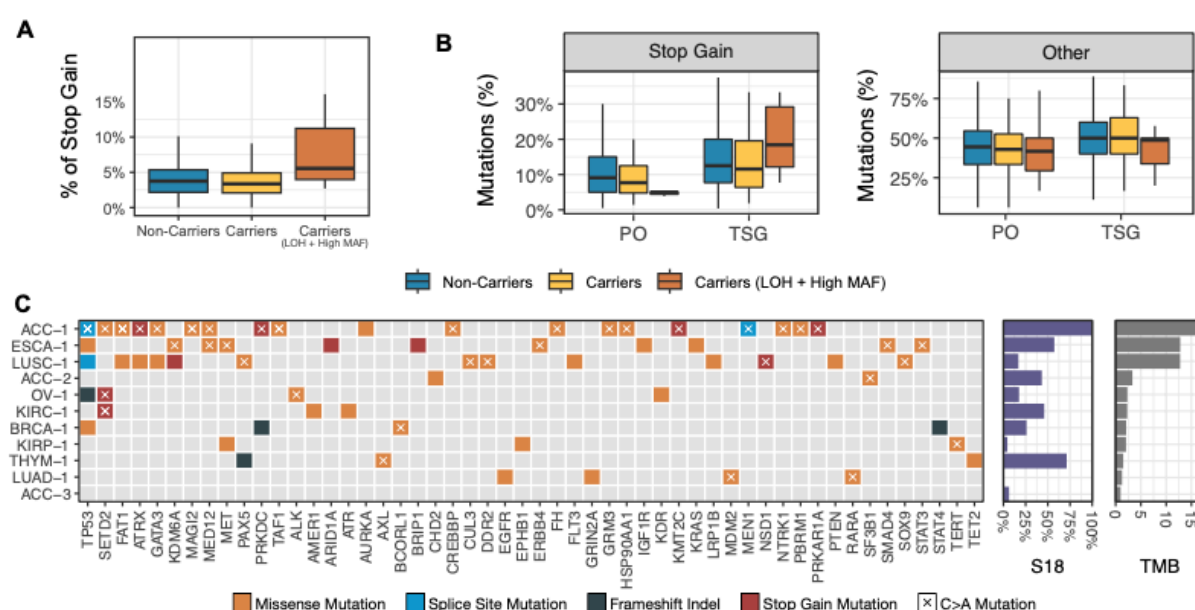 A
% of Stop Gain
15%
10%
5%
0%
Non-Carriers Carriers Carriers
(LOH + High MAF)
B
Stop Gain
Mutations (%)
30%
20%
10%
0%
PO TSG
Other
Mutations (%)
75%
50%
25%
PO TSG
Non-Carriers Carriers Carriers (LOH + High MAF)
C
ACC-1
ESCA-1
LUSC-1
ACC-2
OV-1
KIRC-1
BRCA-1
KIRP-1
THYM-1
LUAD-1
ACC-3
TP53
SETD2
FAT1
ATRX
GATA3
KDM6A
MAGI2
MED12
MET
PAX5
PRKDC
TAF1
AXL
ALK
AMER1
ARID1A
ATR
AURKA
BCORL1
CHD2
CREBBP
CUL3
DDR2
EGFR
EPHB1
ERBB4
FH
FLT3
GRIN2A
GRM3
HSP90AA1
IGF1R
KDR
KMT2C
KRAS
LRP1B
MDM2
MEN1
NSD1
NTRK1
PBRM1
PRKAR1A
PTEN
RARA
SF3B1
SMAD4
SOX9
STAT3
STAT4
TERT
TET2
0%
25%
50%
75%
100%
S18
0
5
10
15
TMB
Missense Mutation Splice Site Mutation Frameshift Indel Stop Gain Mutation C>A Mutation